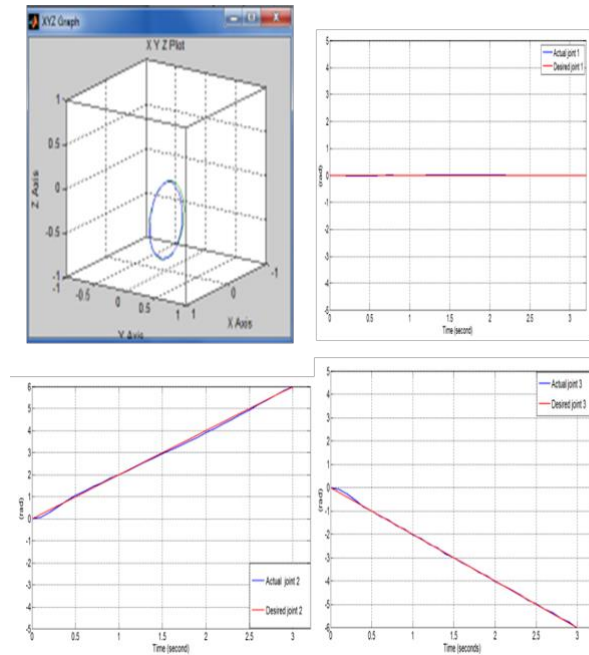 XYZ Graph
X Y Z Plot
1
0.5
0
-0.5
-1
Z Axis
-1
-0.5
0
0.5
1
Y Axis
1
0
-1
X Axis
Actual joint 1
Desired joint 1
5
4
3
2
1
0
-1
-2
-3
-4
-5
(rad)
0 0.5 1 1.5 2 2.5 3
Time (second)
6
5
4
3
2
1
0
-1
-2
-3
-4
-5
(rad)
Actual joint 2
Desired joint 2
0 0.5 1 1.5 2 2.5 3
Time (second)
5
4
3
2
1
0
-1
-2
-3
-4
-5
-6
(rad)
Actual joint 3
Desired joint 3
0 0.5 1 1.5 2 2.5 3
Time (seconds)